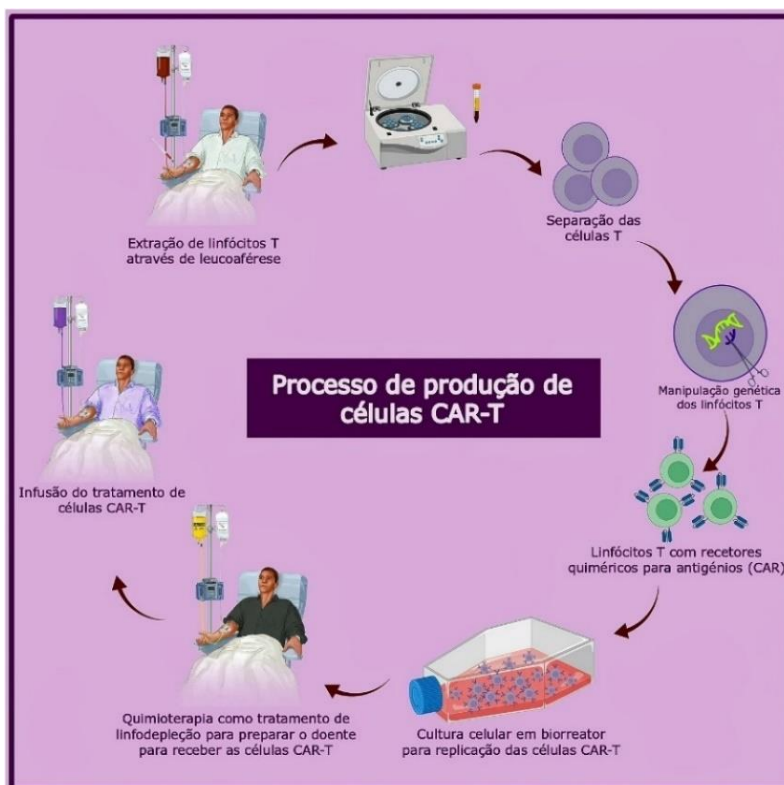 Extração de linfócitos T
através de leucoaférese
Separação das
células T
Manipulação genética
dos linfócitos T
Linfócitos T com recetores
quiméricos para antigénios (CAR)
Cultura celular em biorreator
para replicação das células CAR-T
Quimioterapia como tratamento de
linfodepleção para preparar o doente
para receber as células CAR-T
Infusão do tratamento de
células CAR-T
Processo de produção de
células CAR-T